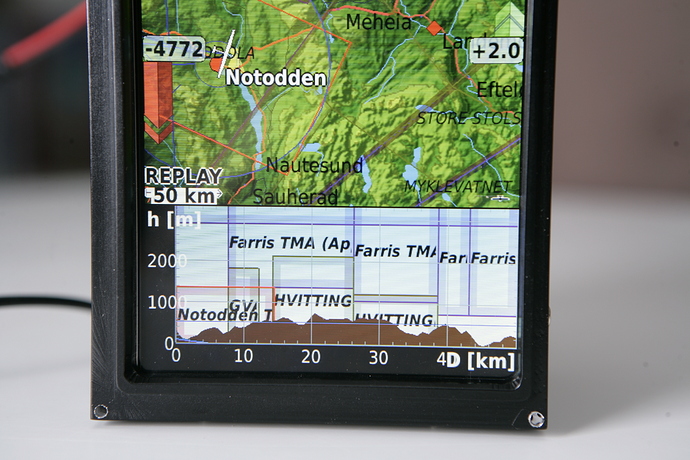 Meheia
-4772
+2.0
Notodden
Eftel
STORE-STOLS
Nautesund
REPLAY
MYKLEVATNET
50 km
Sauherad
h [m]
Farris TMA (Ap
Farris TMA
Far
Farris
2000
1000
GV
HVITTING
Notodden T
HVITTING
0
0 10 20 30 4 D [km]